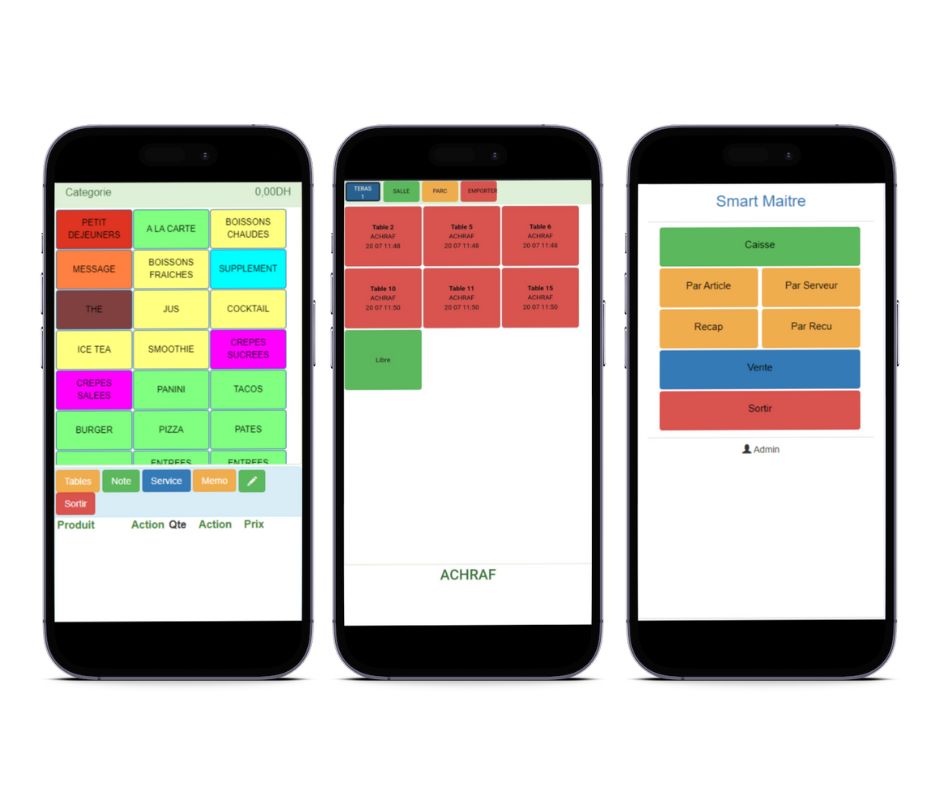 Categorie 0,00DH
PETIT
DEJEUNERS
A LA CARTE
BOISSONS
CHAUDES
MESSAGE
BOISSONS
FRAICHES
SUPPLEMENT
THE
JUS
COCKTAIL
ICE TEA
SMOOTHIE
CREPES
SUCREES
CREPES
SALEES
PANINI
TACOS
BURGER
PIZZA
PATES
ENTREES
ENTREES
Tables Note Service Memo
Sortir
Produit Action Qte Action Prix
TERAS
1
SALLE
PARC
EMPORTER
Table 2
ACHRAF
20 07 11:48
Table 5
ACHRAF
20 07 11:48
Table 6
ACHRAF
20 07 11:48
Table 10
ACHRAF
20 07 11:50
Table 11
ACHRAF
20 07 11:50
Table 15
ACHRAF
20 07 11:50
Libre
ACHRAF
Smart Maitre
Caisse
Par Article
Par Serveur
Recap
Par Recu
Vente
Sortir
Admin